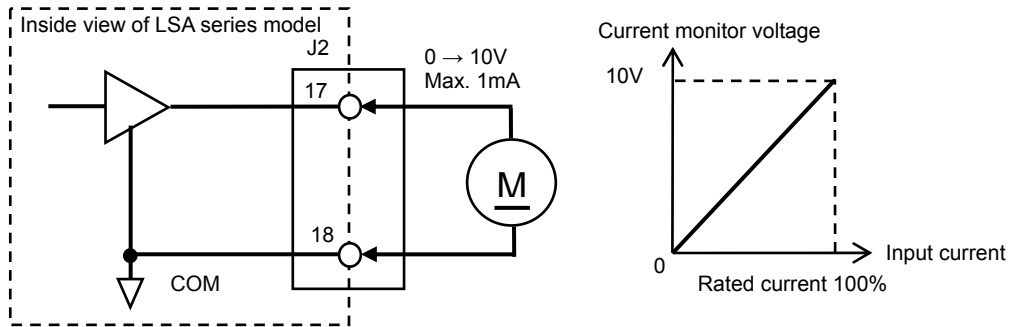 Inside view of LSA series model
J2
0 → 10V
Max. 1mA
17
M
18
COM
Current monitor voltage
10V
0
Input current
Rated current 100%